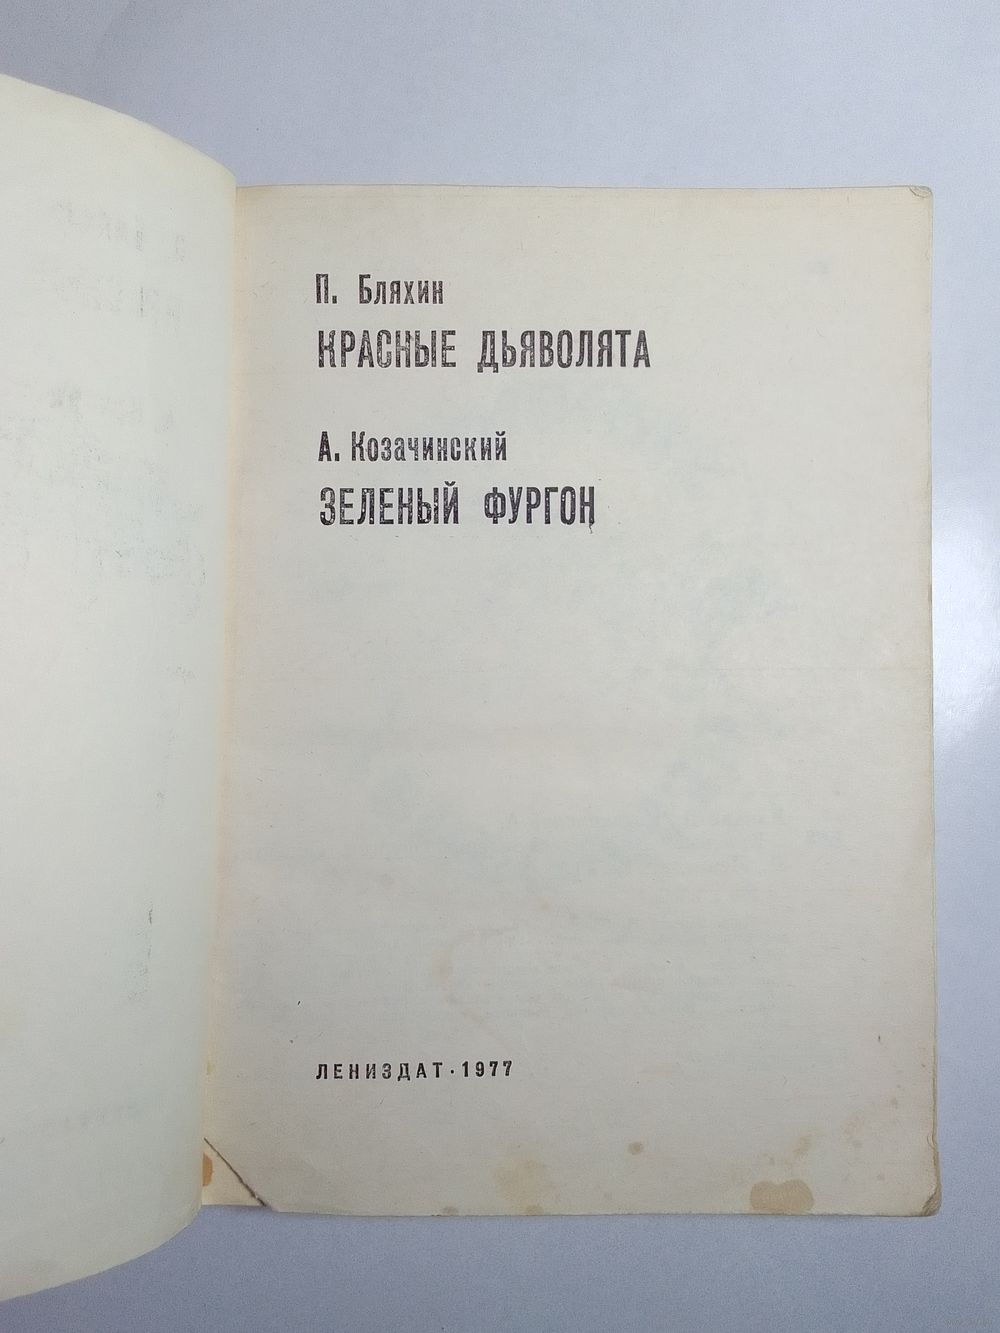 П. Бляхин
КРАСНЫЕ ДЬЯВОЛЯТА
А. Козачинский
ЗЕЛЕНЫЙ ФУРГОН
ЛЕНИЗДАТ·1977